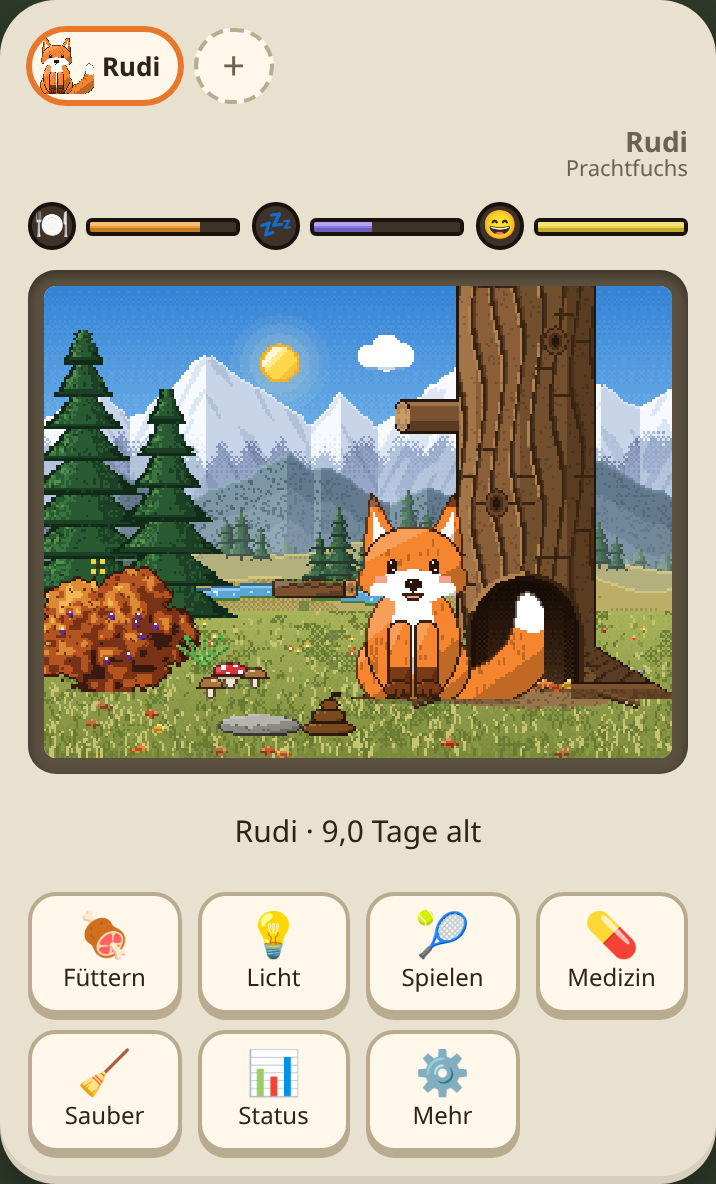 Rudi
+
Rudi
Prachtfuchs
Rudi · 9,0 Tage alt
Füttern
Licht
Spielen
Medizin
Sauber
Status
Mehr